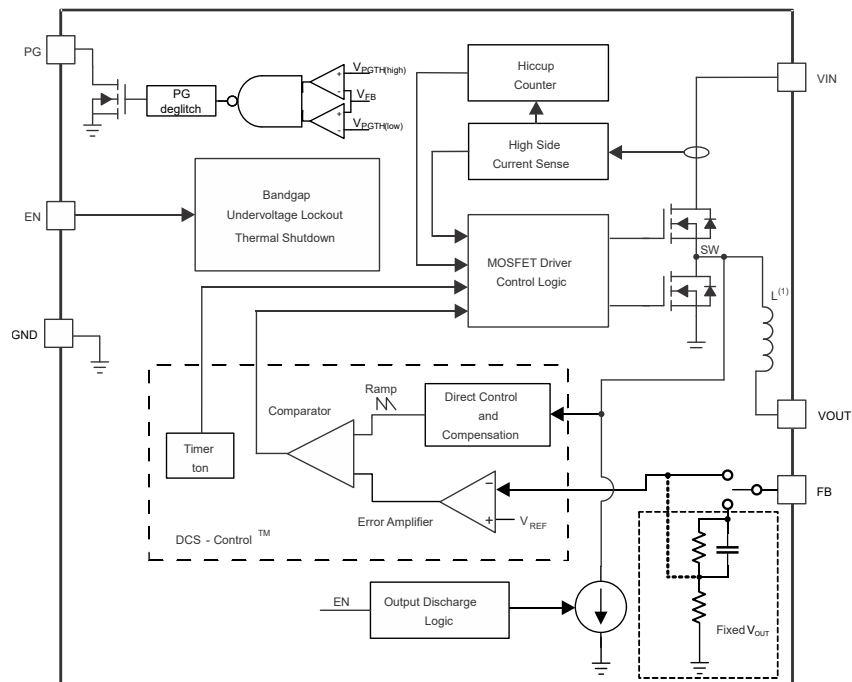 PG
PG
deglitch
VPGTH(high)
VFB
VPGTH(low)
Hiccup
Counter
VIN
High Side
Current Sense
EN
Bandgap
Undervoltage Lockout
Thermal Shutdown
MOSFET Driver
Control Logic
SW
L(1)
GND
Timer
ton
Comparator
Ramp
Direct Control
and
Compensation
VOUT
FB
Error Amplifier
VREF
DCS - Control TM
EN
Output Discharge
Logic
Fixed VOUT